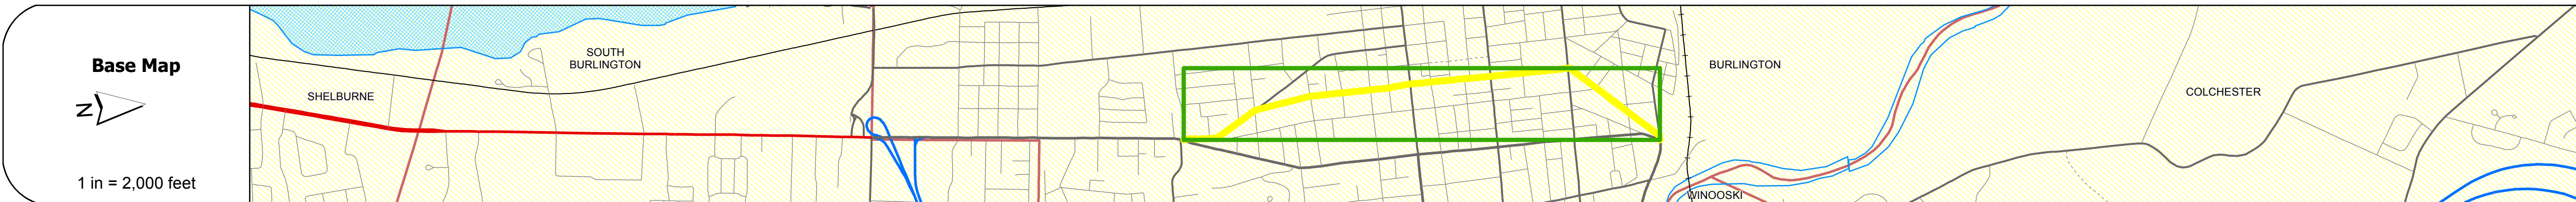 Base Map
N
1 in = 2,000 feet
SHELBURNE
SOUTH
BURLINGTON
BURLINGTON
WINOOSKI
COLCHESTER